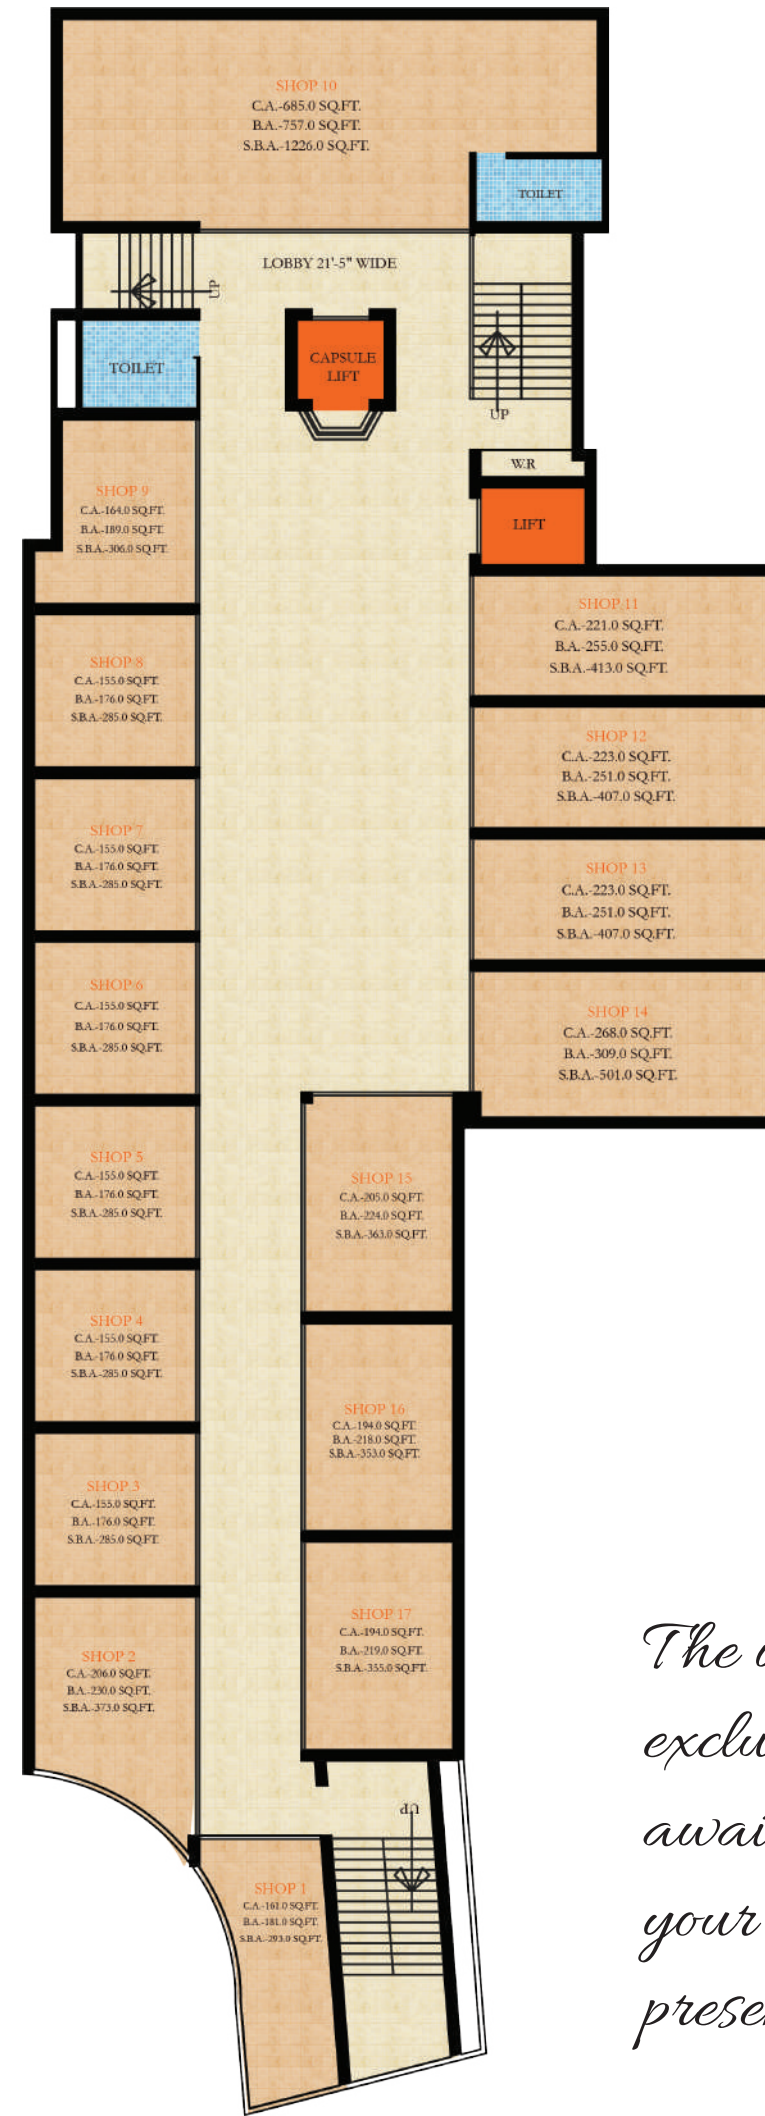 SHOP 10
C.A.-685.0 SQ.FT.
B.A.-757.0 SQ.FT.
S.B.A.-1226.0 SQ.FT.
TOILET
LOBBY 21'-5" WIDE
UP
CAPSULE
LIFT
TOILET
UP
W.R
LIFT
SHOP 9
C.A.-164.0 SQ.FT.
B.A.-189.0 SQ.FT.
S.B.A.-306.0 SQ.FT.
SHOP 11
C.A.-221.0 SQ.FT.
B.A.-255.0 SQ.FT.
S.B.A.-413.0 SQ.FT.
SHOP 8
C.A.-155.0 SQ.FT.
B.A.-176.0 SQ.FT.
S.B.A.-285.0 SQ.FT.
SHOP 12
C.A.-223.0 SQ.FT.
B.A.-251.0 SQ.FT.
S.B.A.-407.0 SQ.FT.
SHOP 7
C.A.-155.0 SQ.FT.
B.A.-176.0 SQ.FT.
S.B.A.-285.0 SQ.FT.
SHOP 13
C.A.-223.0 SQ.FT.
B.A.-251.0 SQ.FT.
S.B.A.-407.0 SQ.FT.
SHOP 6
C.A.-155.0 SQ.FT.
B.A.-176.0 SQ.FT.
S.B.A.-285.0 SQ.FT.
SHOP 14
C.A.-268.0 SQ.FT.
B.A.-309.0 SQ.FT.
S.B.A.-501.0 SQ.FT.
SHOP 5
C.A.-155.0 SQ.FT.
B.A.-176.0 SQ.FT.
S.B.A.-285.0 SQ.FT.
SHOP 15
C.A.-205.0 SQ.FT.
B.A.-224.0 SQ.FT.
S.B.A.-363.0 SQ.FT.
SHOP 4
C.A.-155.0 SQ.FT.
B.A.-176.0 SQ.FT.
S.B.A.-285.0 SQ.FT.
SHOP 16
C.A.-194.0 SQ.FT.
B.A.-218.0 SQ.FT.
S.B.A.-353.0 SQ.FT.
SHOP 3
C.A.-155.0 SQ.FT.
B.A.-176.0 SQ.FT.
S.B.A.-285.0 SQ.FT.
SHOP 17
C.A.-194.0 SQ.FT.
B.A.-219.0 SQ.FT.
S.B.A.-355.0 SQ.FT.
SHOP 2
C.A.-206.0 SQ.FT.
B.A.-230.0 SQ.FT.
S.B.A.-373.0 SQ.FT.
UP
SHOP 1
C.A.-161.0 SQ.FT.
B.A.-181.0 SQ.FT.
S.B.A.-293.0 SQ.FT.
The
exclu
awai
your
prese